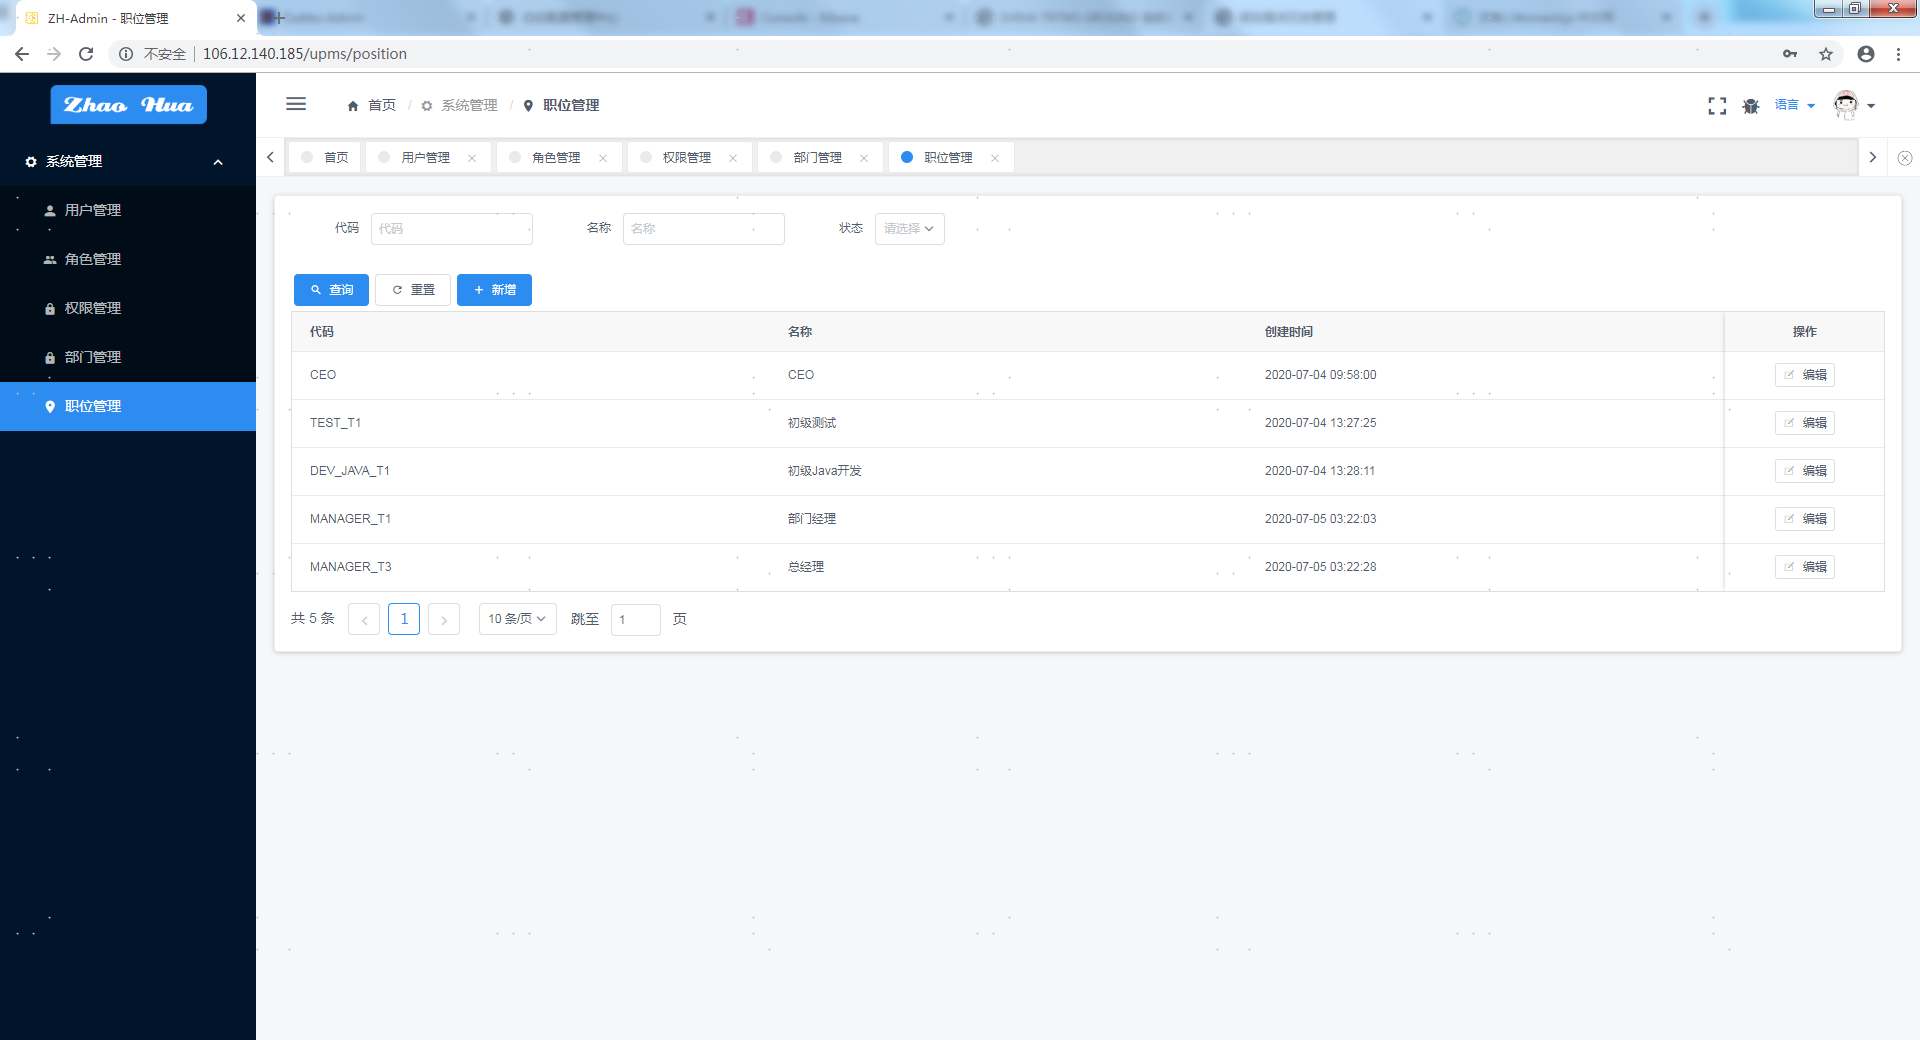 ZH-Admin - 职位管理
不安全 106.12.140.185/upms/position
Zhao Hua
首页 / 系统管理 / 职位管理
语言
系统管理
用户管理
角色管理
权限管理
部门管理
职位管理
首页 用户管理 角色管理 权限管理 部门管理 职位管理
代码 代码 名称 名称 状态 请选择
查询 重置 新增
代码 名称 创建时间 操作
CEO CEO 2020-07-04 09:58:00 编辑
TEST_T1 初级测试 2020-07-04 13:27:25 编辑
DEV_JAVA_T1 初级Java开发 2020-07-04 13:28:11 编辑
MANAGER_T1 部门经理 2020-07-05 03:22:03 编辑
MANAGER_T3 总经理 2020-07-05 03:22:28 编辑
共 5 条 1 10 条/页 跳至 1 页